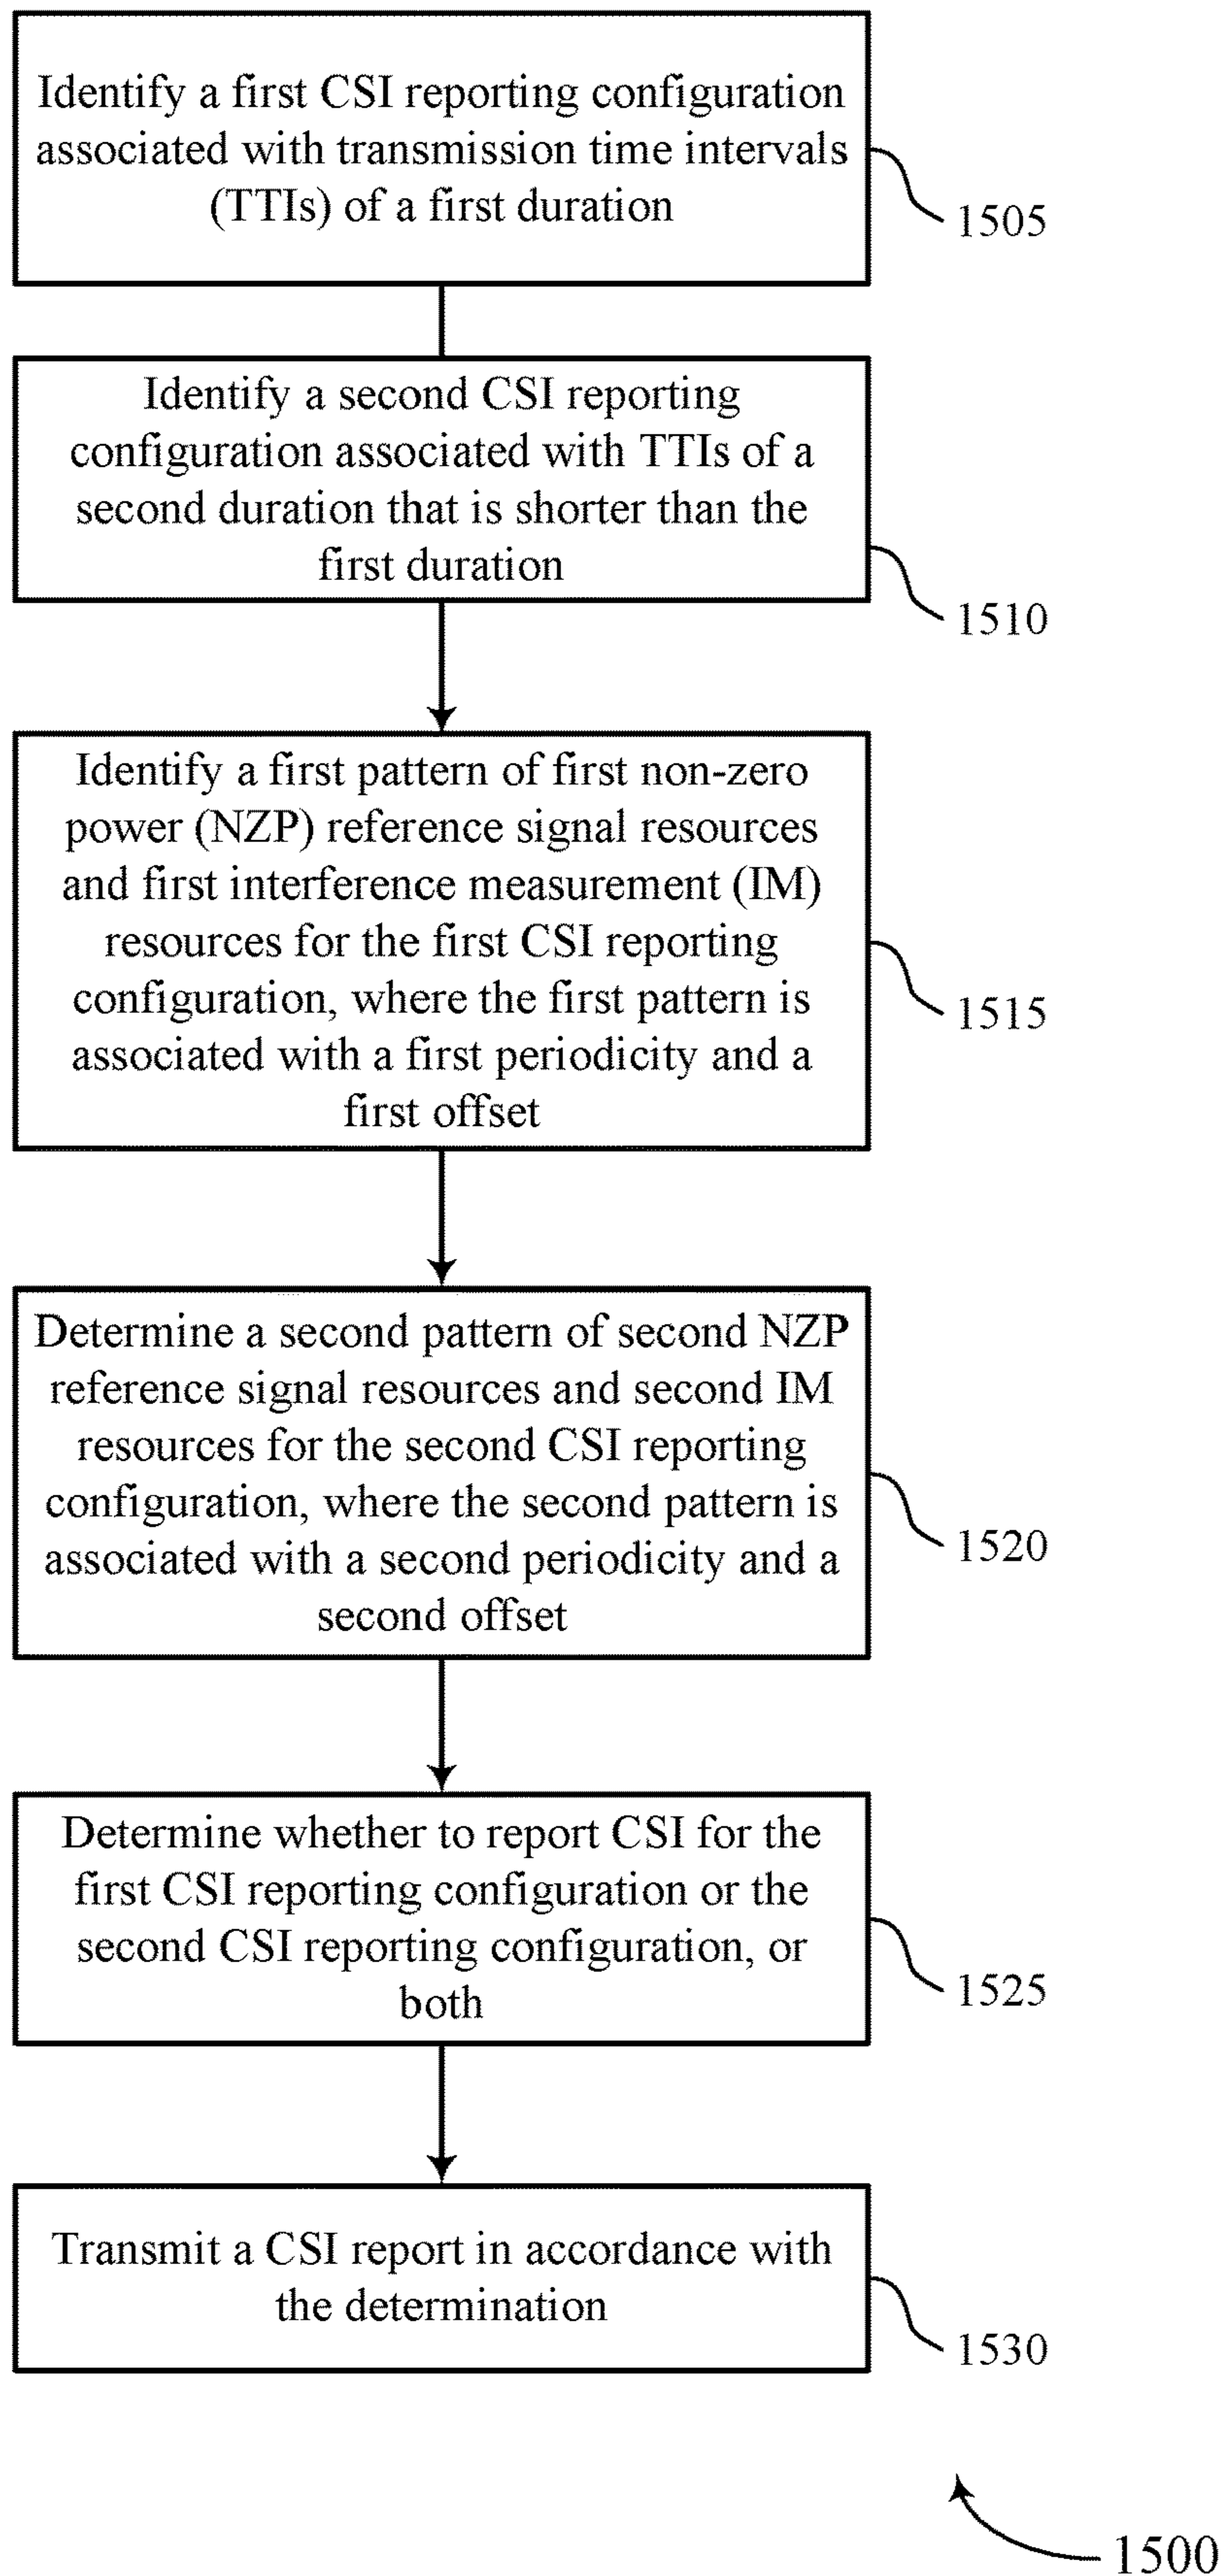 Identify a first CSI reporting configuration
associated with transmission time intervals
(TTIs) of a first duration
1505
Identify a second CSI reporting
configuration associated with TTIs of a
second duration that is shorter than the
first duration
1510
Identify a first pattern of first non-zero
power (NZP) reference signal resources
and first interference measurement (IM)
resources for the first CSI reporting
configuration, where the first pattern is
associated with a first periodicity and a
first offset
1515
Determine a second pattern of second NZP
reference signal resources and second IM
resources for the second CSI reporting
configuration, where the second pattern is
associated with a second periodicity and a
second offset
1520
Determine whether to report CSI for the
first CSI reporting configuration or the
second CSI reporting configuration, or
both
1525
Transmit a CSI report in accordance with
the determination
1530
1500